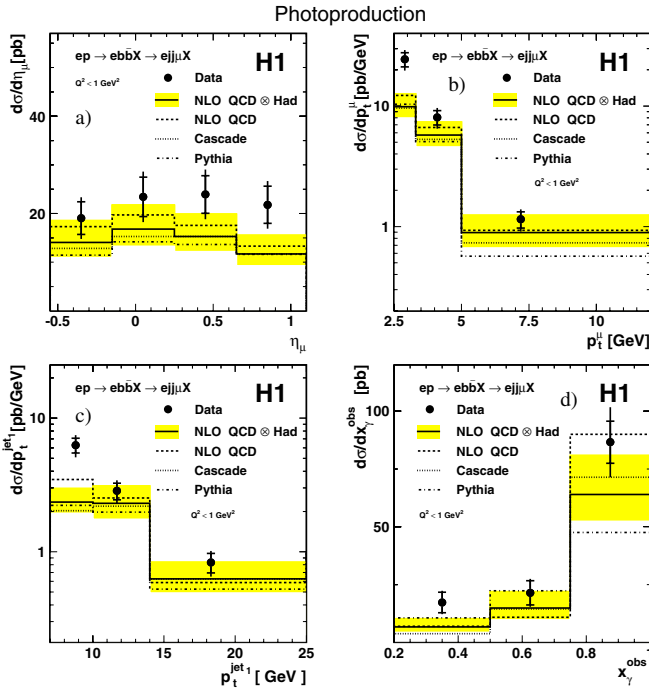 Photoproduction
dσ/dη_μ [pb]
ep → ebb̄X → ejjμX
H1
Q² < 1 GeV²
Data
a)
NLO QCD ⊗ Had
NLO QCD
Cascade
Pythia
40
20
-0.5 0 0.5 1
η_μ
dσ/dp_t^μ [pb/GeV]
ep → ebb̄X → ejjμX
H1
b)
Data
NLO QCD ⊗ Had
NLO QCD
Cascade
Pythia
Q² < 1 GeV²
10
1
2.5 5 7.5 10
p_t^μ [GeV]
dσ/dp_t^jet₁ [pb/GeV]
ep → ebb̄X → ejjμX
H1
c)
Data
NLO QCD ⊗ Had
NLO QCD
Cascade
Pythia
Q² < 1 GeV²
10
1
10 15 20 25
p_t^jet 1 [ GeV ]
dσ/dx_γ^obs [pb]
ep → ebb̄X → ejjμX
d)
H1
Data
NLO QCD ⊗ Had
NLO QCD
Cascade
Pythia
Q² < 1 GeV²
100
50
0.2 0.4 0.6 0.8 1
x_γ^obs